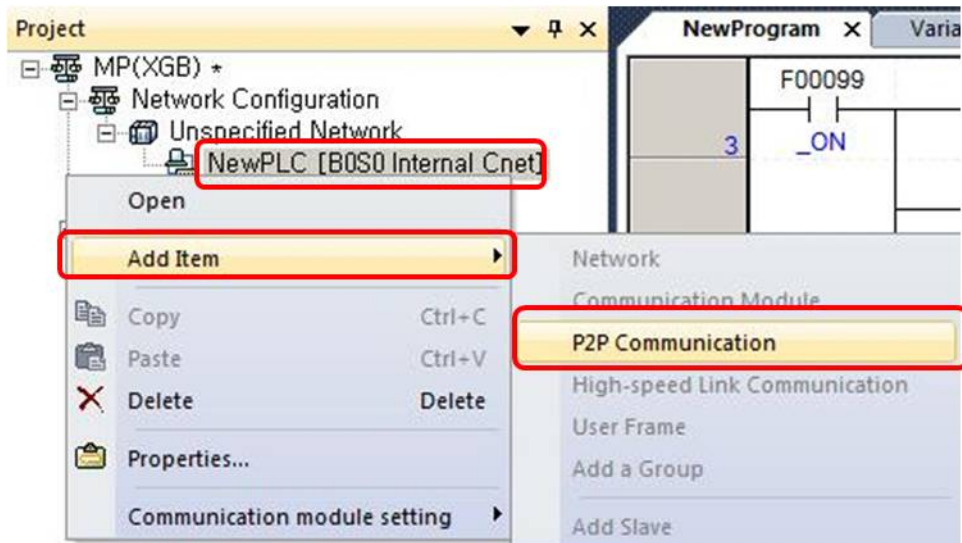 Project
NewProgram X
Varia
MP(XGB) *
Network Configuration
Unspecified Network
NewPLC [B0S0 Internal Cnet]
F00099
3
_ON
Open
Add Item
Copy Ctrl+C
Paste Ctrl+V
Delete Delete
Properties...
Communication module setting
Network
Communication Module
P2P Communication
High-speed Link Communication
User Frame
Add a Group
Add Slave